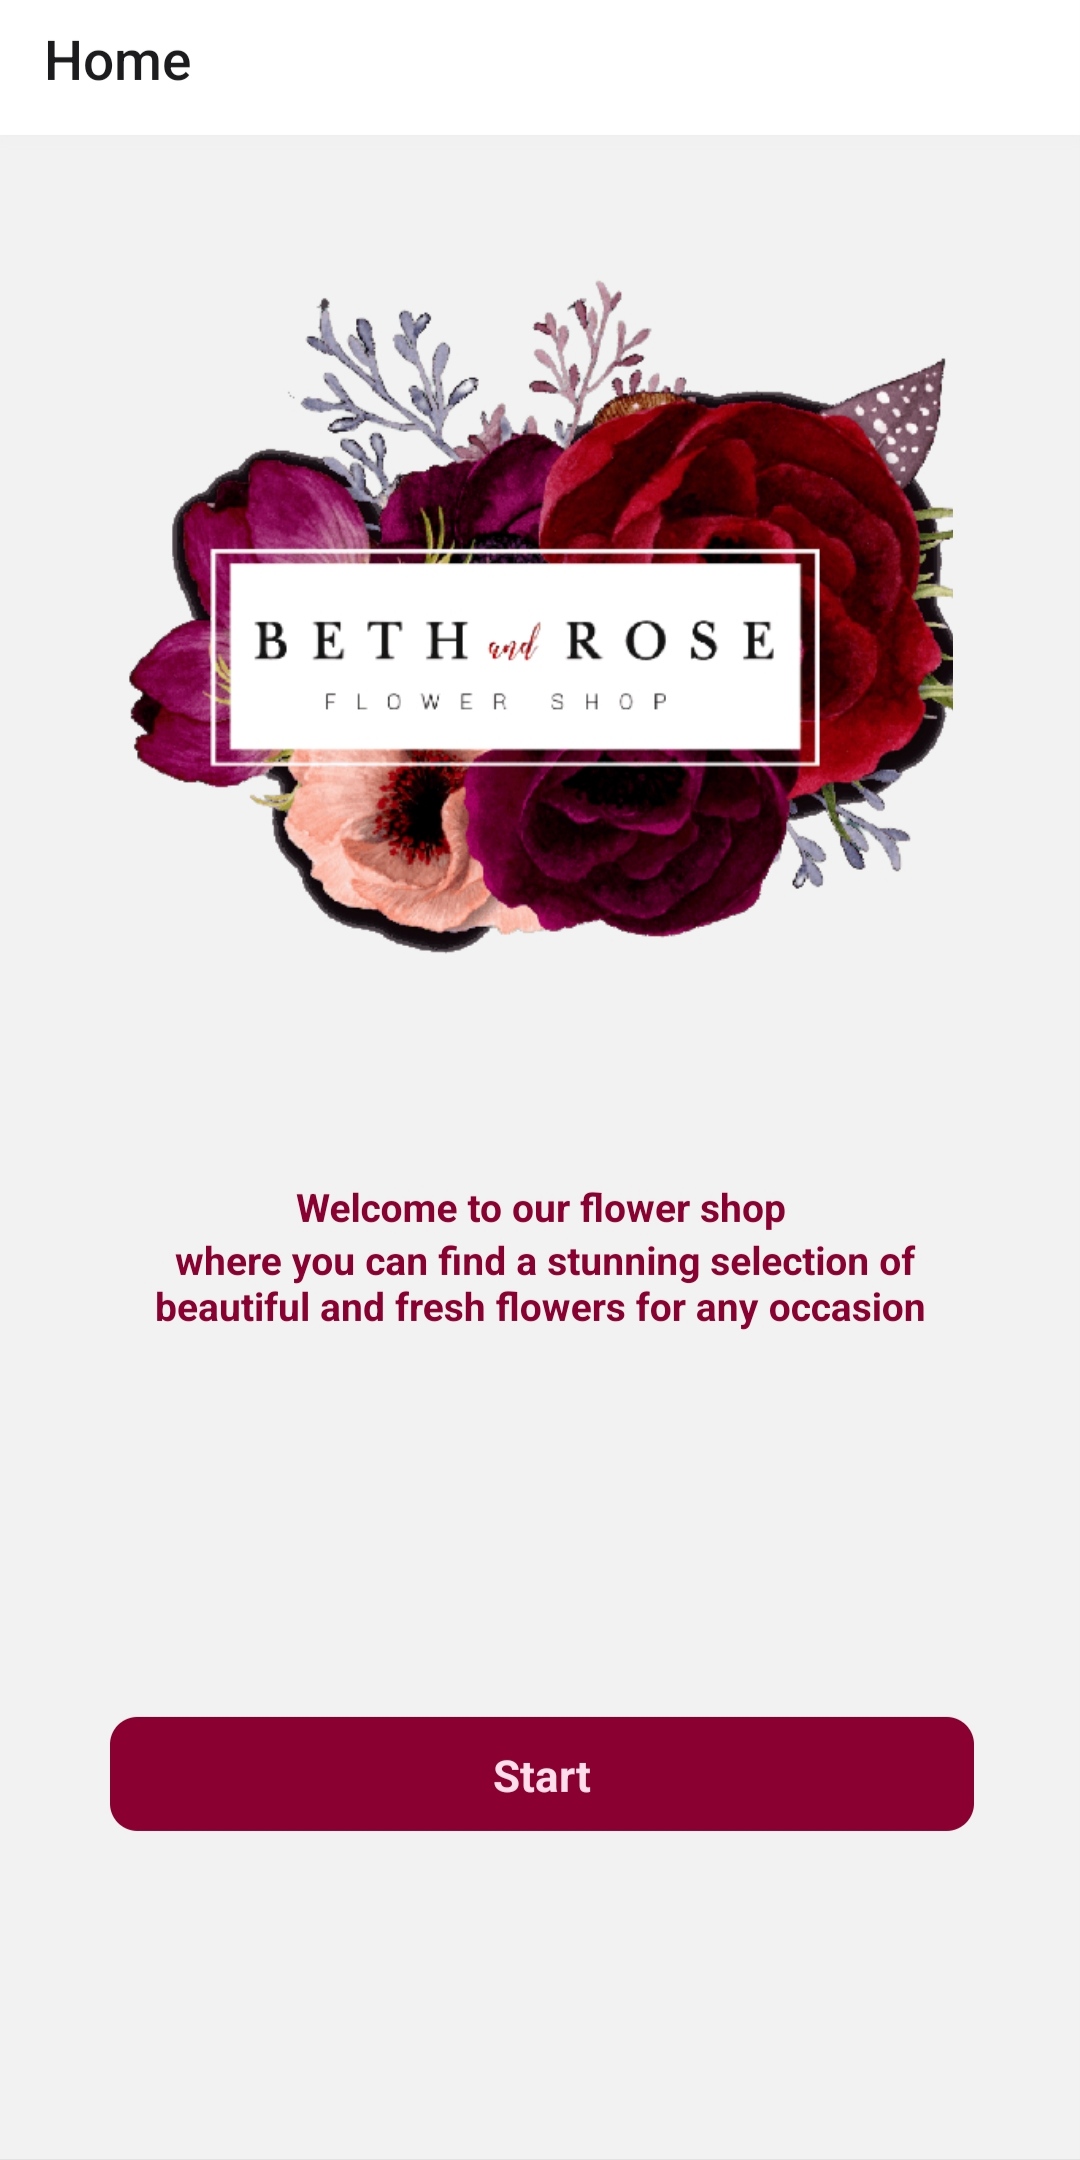 Home
BETH and ROSE
FLOWER SHOP
Welcome to our flower shop
where you can find a stunning selection of
beautiful and fresh flowers for any occasion
Start